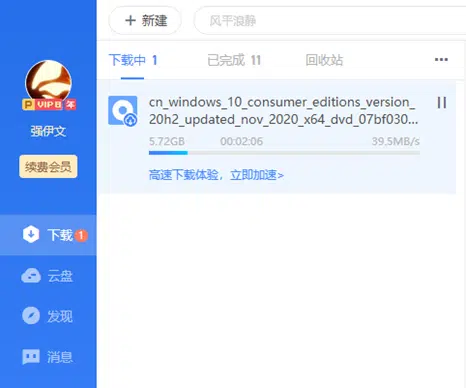 新建
风平浪静
下载中 1
已完成 11
回收站
cn_windows_10_consumer_editions_version_
20h2_updated_nov_2020_x64_dvd_07bf030...
5.72GB
00:02:06
39.5MB/s
高速下载体验，立即加速>
P VIP 8 年
强伊文
续费会员
下载 1
云盘
发现
消息